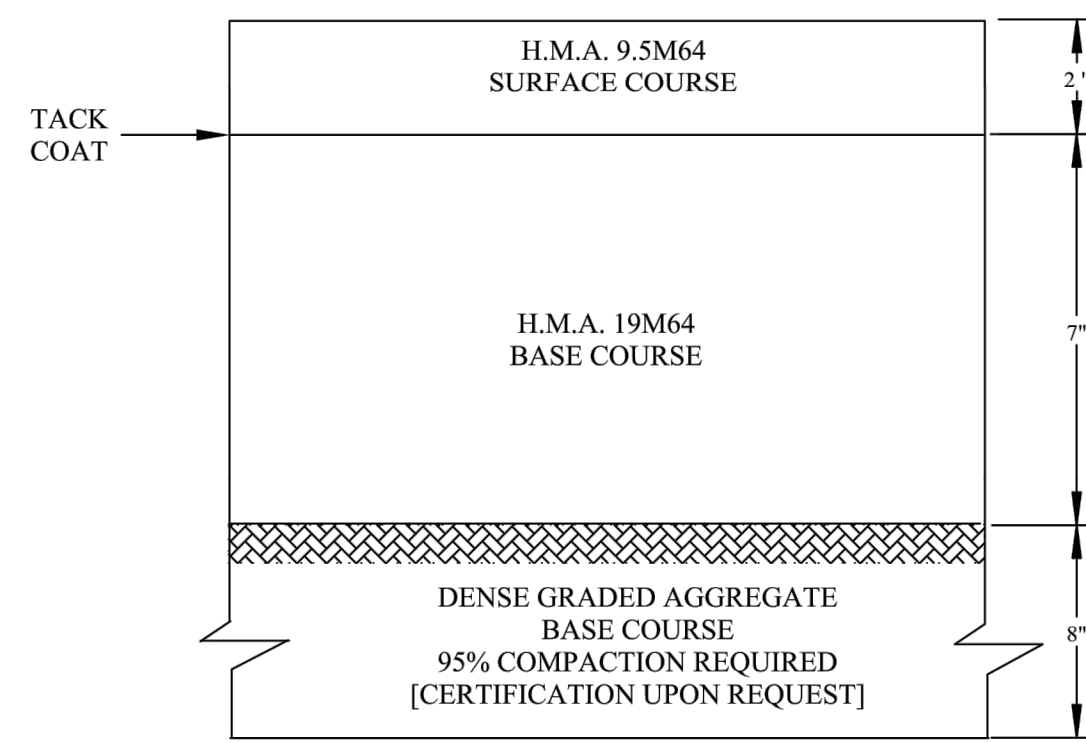 H.M.A. 9.5M64
SURFACE COURSE
2 '
TACK
COAT
H.M.A. 19M64
BASE COURSE
7"
DENSE GRADED AGGREGATE
BASE COURSE
95% COMPACTION REQUIRED
[CERTIFICATION UPON REQUEST]
8"